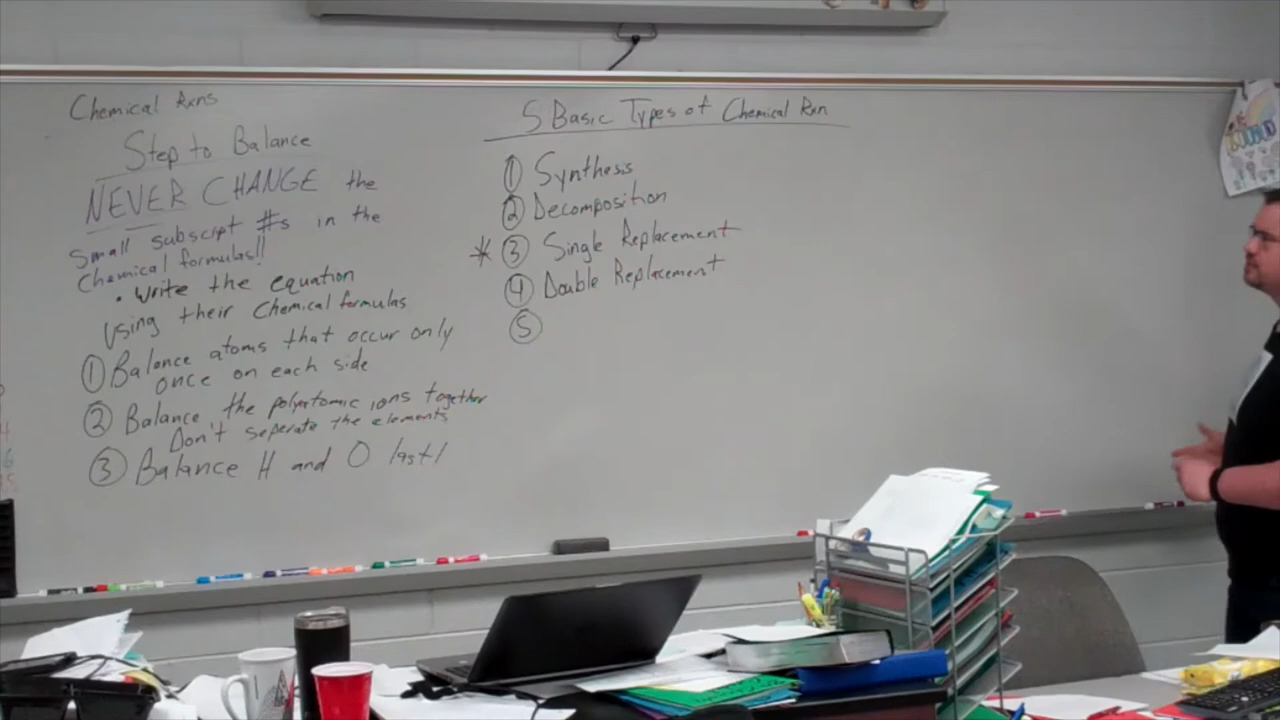 Chemical Rxns
Step to Balance
NEVER CHANGE the
Small subscript #s in the
Chemical formulas!!
• Write the equation
Using their Chemical formulas
① Balance atoms that occur only
once on each side
② Balance the polyatomic ions together
Don't seperate the elements
③ Balance H and O last!
5 Basic Types of Chemical Rxn
① Synthesis
② Decomposition
* ③ Single Replacement
④ Double Replacement
⑤